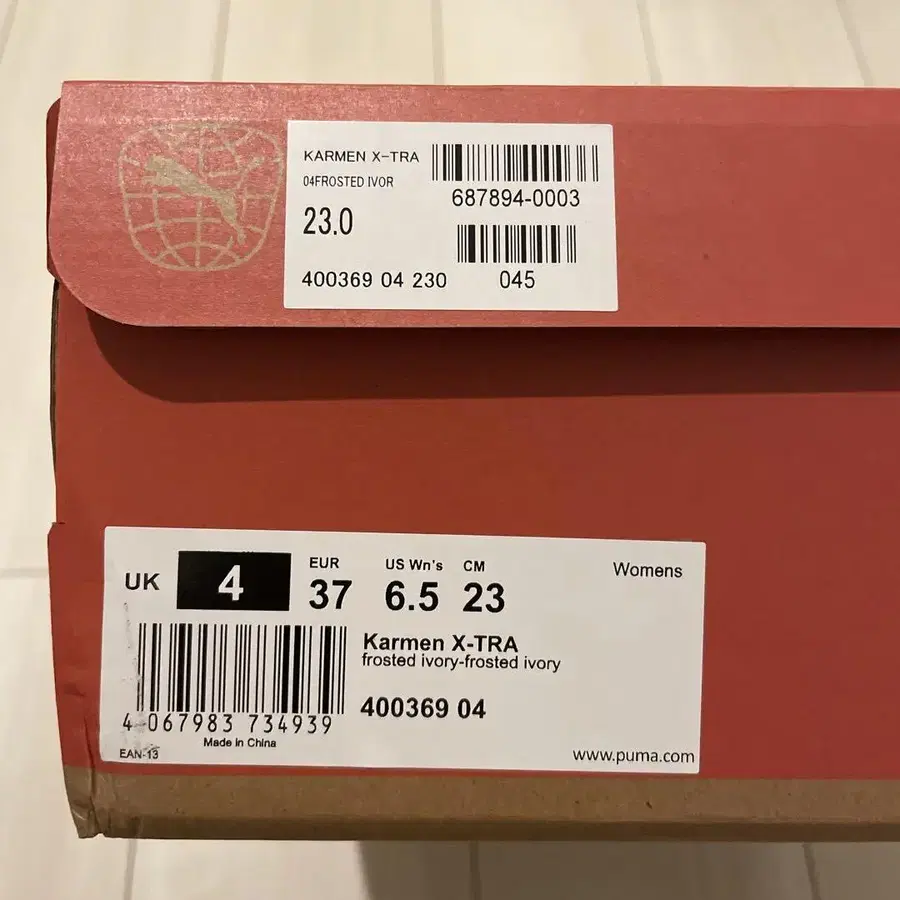 KARMEN X-TRA
04FROSTED IVOR
687894-0003
23.0
400369 04 230
045
UK 4
EUR 37
US Wn's 6.5
CM 23
Womens
Karmen X-TRA
frosted ivory-frosted ivory
400369 04
4 067983 734939
Made in China
EAN-13
www.puma.com